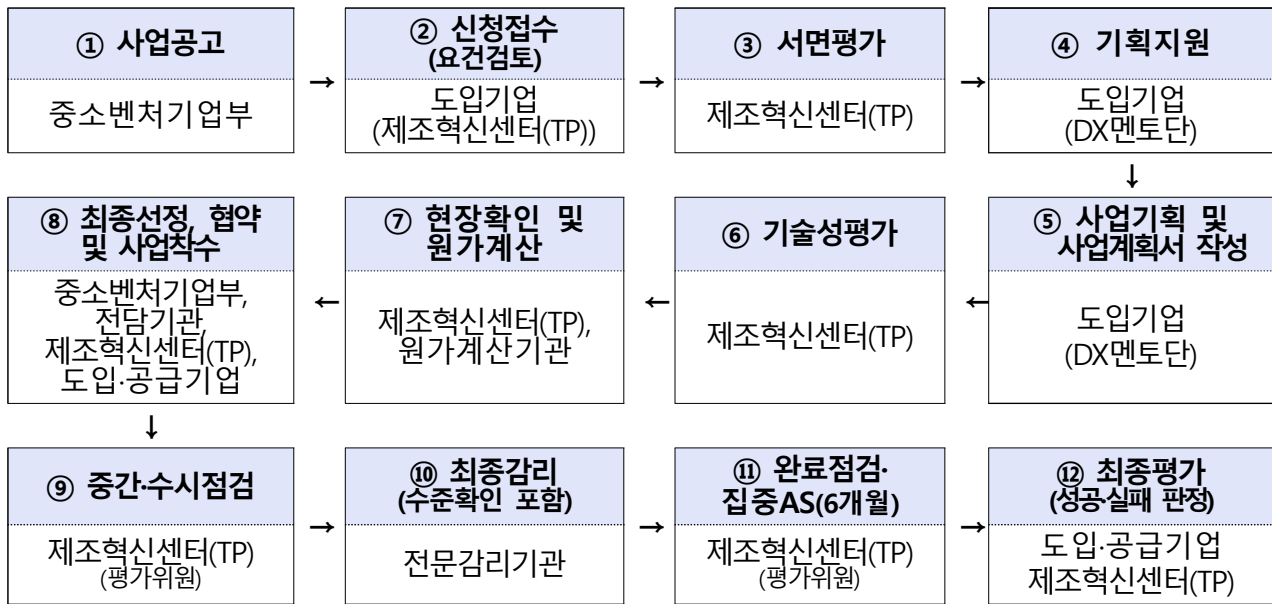 ① 사업공고
중소벤처기업부
→
② 신청접수
(요건검토)
도입기업
(제조혁신센터(TP))
→
③ 서면평가
제조혁신센터(TP)
→
④ 기획지원
도입기업
(DX멘토단)
↓
⑤ 사업기획 및
사업계획서 작성
도입기업
(DX멘토단)
←
⑥ 기술성평가
제조혁신센터(TP)
←
⑦ 현장확인 및
원가계산
제조혁신센터(TP),
원가계산기관
←
⑧ 최종선정, 협약
및 사업착수
중소벤처기업부,
전담기관,
제조혁신센터(TP),
도입·공급기업
↓
⑨ 중간·수시점검
제조혁신센터(TP)
(평가위원)
→
⑩ 최종감리
(수준확인 포함)
전문감리기관
→
⑪ 완료점검·
집중AS(6개월)
제조혁신센터(TP)
(평가위원)
→
⑫ 최종평가
(성공·실패 판정)
도입·공급기업
제조혁신센터(TP)